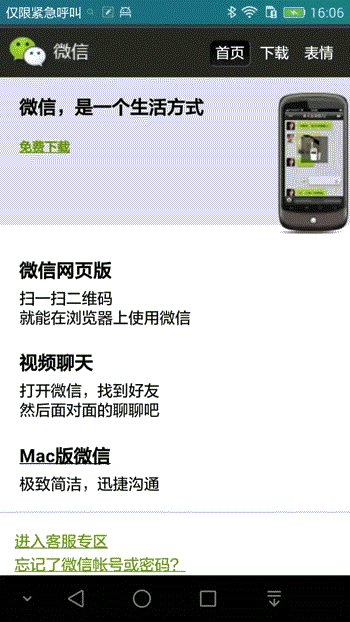 仅限紧急呼叫 16:06
微信 首页 下载 表情
微信，是一个生活方式
免费下载
微信网页版
扫一扫二维码
就能在浏览器上使用微信
视频聊天
打开微信，找到好友
然后面对面的聊聊吧
Mac版微信
极致简洁，迅捷沟通
进入客服专区
忘记了微信帐号或密码？